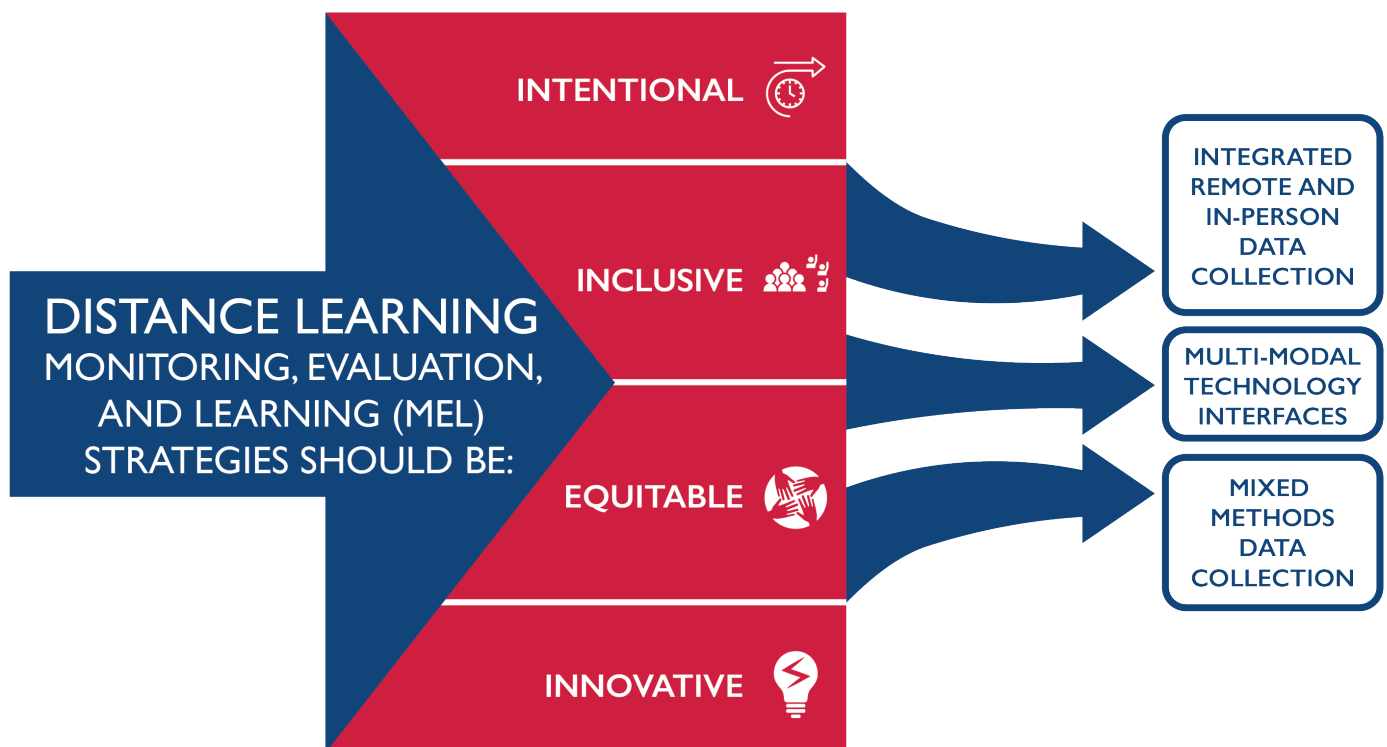 DISTANCE LEARNING
MONITORING, EVALUATION,
AND LEARNING (MEL)
STRATEGIES SHOULD BE:
INTENTIONAL
INCLUSIVE
EQUITABLE
INNOVATIVE
INTEGRATED
REMOTE AND
IN-PERSON
DATA
COLLECTION
MULTI-MODAL
TECHNOLOGY
INTERFACES
MIXED
METHODS
DATA
COLLECTION